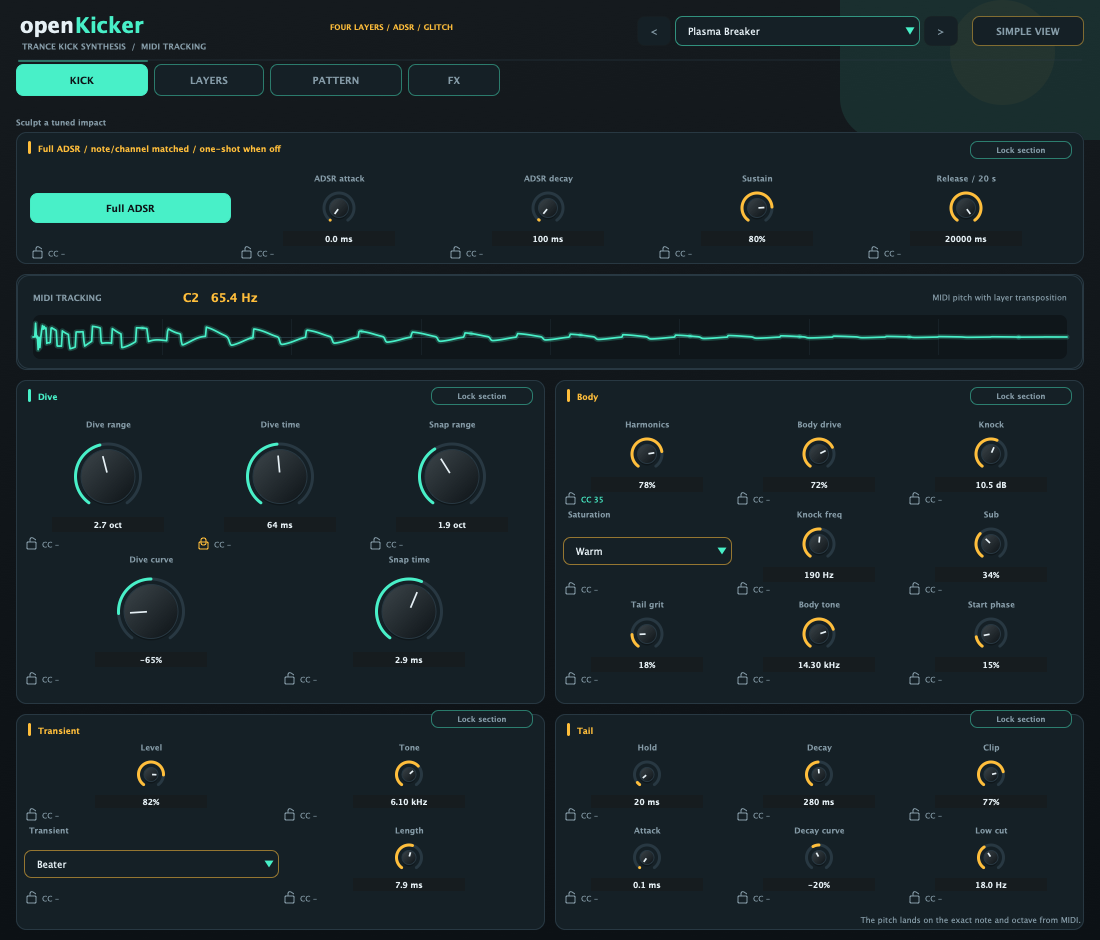 openKicker
TRANCE KICK SYNTHESIS / MIDI TRACKING
FOUR LAYERS / ADSR / GLITCH
<
Plasma Breaker
>
SIMPLE VIEW
KICK
LAYERS
PATTERN
FX
Sculpt a tuned impact
Full ADSR / note/channel matched / one-shot when off
Lock section
ADSR attack
ADSR decay
Sustain
Release / 20 s
Full ADSR
0.0 ms
100 ms
80%
20000 ms
CC –
CC –
CC –
CC –
CC –
MIDI TRACKING
C2 65.4 Hz
MIDI pitch with layer transposition
Dive
Lock section
Dive range
Dive time
Snap range
2.7 oct
64 ms
1.9 oct
CC –
CC –
CC –
Dive curve
Snap time
-65%
2.9 ms
CC –
CC –
Body
Lock section
Harmonics
Body drive
Knock
78%
72%
10.5 dB
CC 35
CC –
CC –
Saturation
Knock freq
Sub
Warm
190 Hz
34%
CC –
CC –
CC –
Tail grit
Body tone
Start phase
18%
14.30 kHz
15%
CC –
CC –
CC –
Transient
Lock section
Level
Tone
82%
6.10 kHz
CC –
CC –
Transient
Length
Beater
7.9 ms
CC –
CC –
Tail
Lock section
Hold
Decay
Clip
20 ms
280 ms
77%
CC –
CC –
CC –
Attack
Decay curve
Low cut
0.1 ms
-20%
18.0 Hz
CC –
CC –
CC –
The pitch lands on the exact note and octave from MIDI.